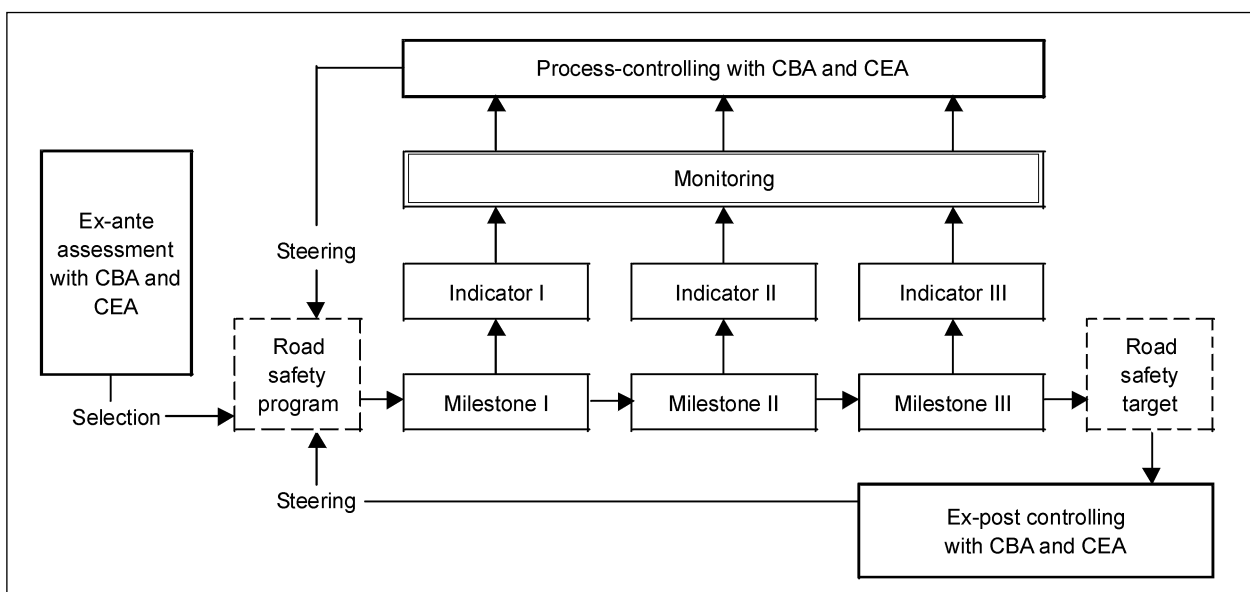 Process-controlling with CBA and CEA
Monitoring
Ex-ante
assessment
with CBA and
CEA
Steering
Indicator I
Indicator II
Indicator III
Road
safety
program
Road
safety
target
Selection
Milestone I
Milestone II
Milestone III
Steering
Ex-post controlling
with CBA and CEA